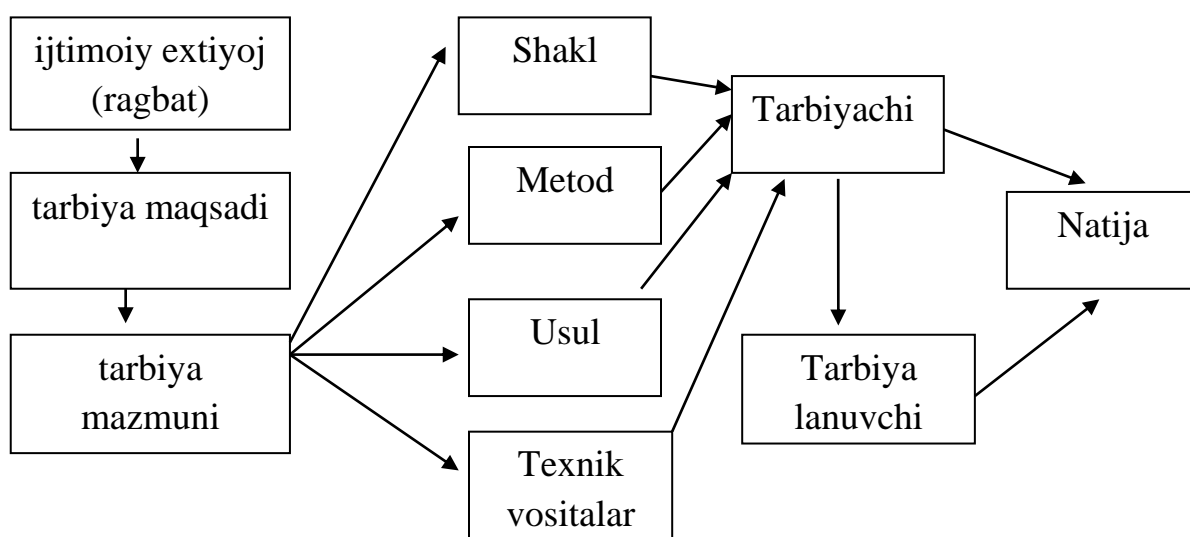 ijtimoiy extiyoj
(ragbat)
tarbiya maqsadi
tarbiya
mazmuni
Shakl
Metod
Usul
Texnik
vositalar
Tarbiyachi
Tarbiya
lanuvchi
Natija